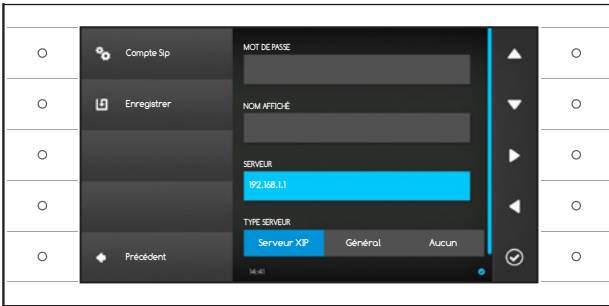 Compte Sip
Enregistrer
Précédent
MOT DE PASSE
NOM AFFICHÉ
SERVEUR
192.168.1.1
TYPE SERVEUR
Serveur XIP Général Aucun
14:41